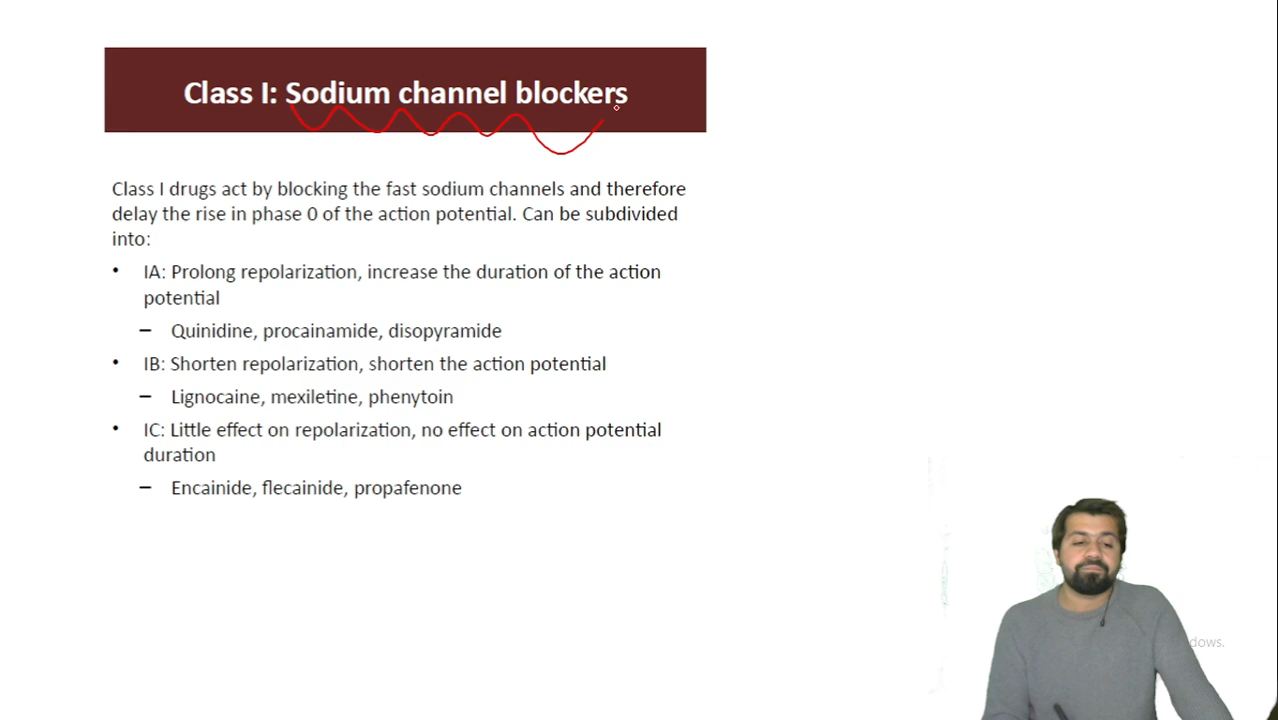 Class I: Sodium channel blockers
Class I drugs act by blocking the fast sodium channels and therefore
delay the rise in phase 0 of the action potential. Can be subdivided
into:
• IA: Prolong repolarization, increase the duration of the action
potential
– Quinidine, procainamide, disopyramide
• IB: Shorten repolarization, shorten the action potential
– Lignocaine, mexiletine, phenytoin
• IC: Little effect on repolarization, no effect on action potential
duration
– Encainide, flecainide, propafenone
dows.